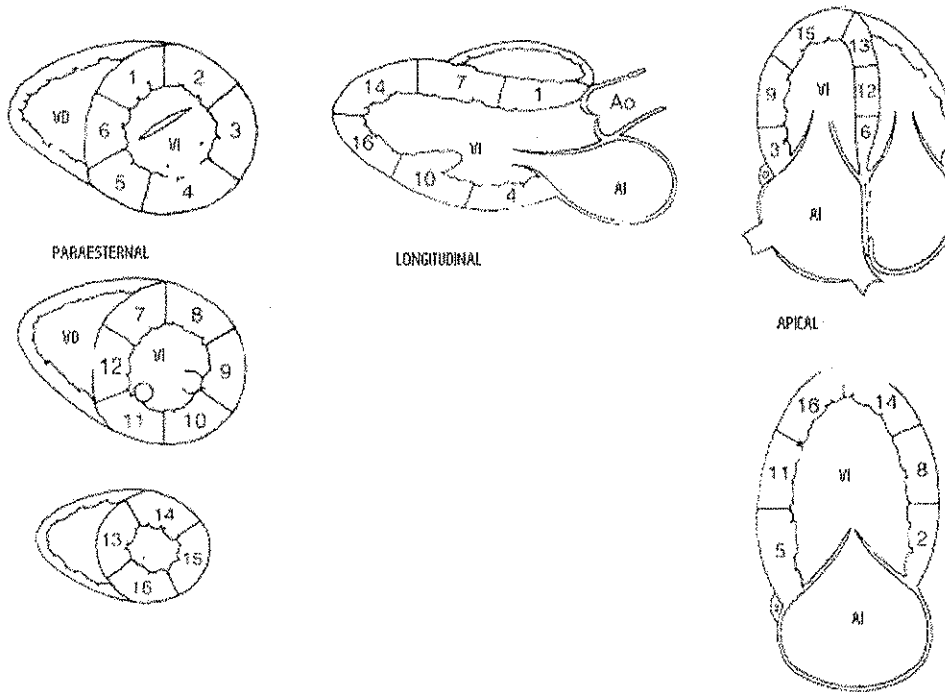 1 2
VD 6 VI 3
5 4
PARAESTERNAL
7 8
VD VI
12 9
11 10
14
13 15
16
14 7 1 Ao
16 VI
10 4 AI
LONGITUDINAL
15 13
9 VI 12
3 6
AI
APICAL
16 14
11 VI 8
5 2
AI